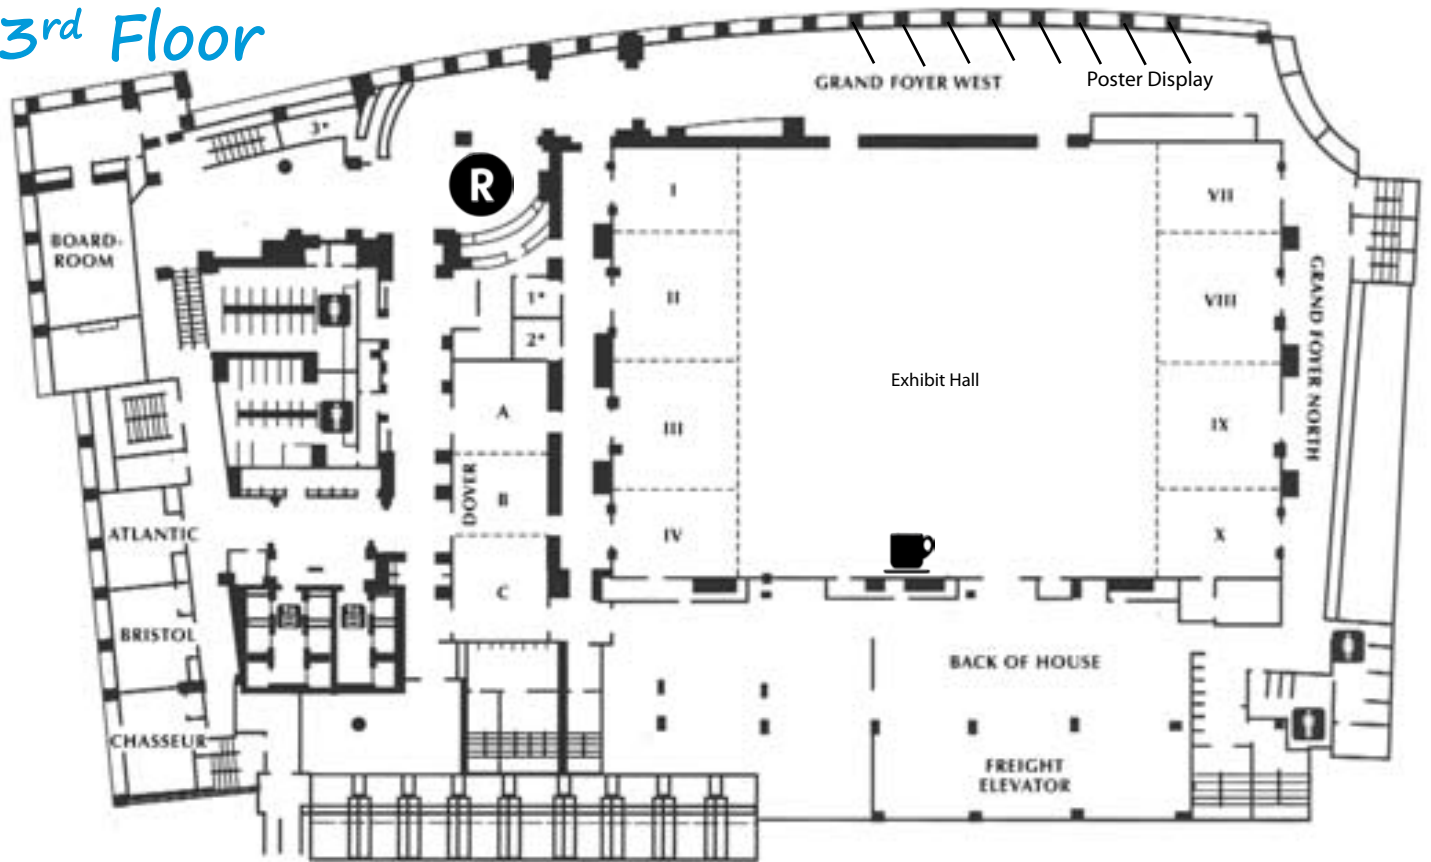 3rd Floor
Poster Display
GRAND FOYER WEST
3*
R
I
VII
BOARD-
ROOM
GRAND FOYER NORTH
II
1*
VIII
2*
Exhibit Hall
A
III
IX
DOVER
B
ATLANTIC
IV
X
C
BRISTOL
BACK OF HOUSE
CHASSEUR
FREIGHT
ELEVATOR